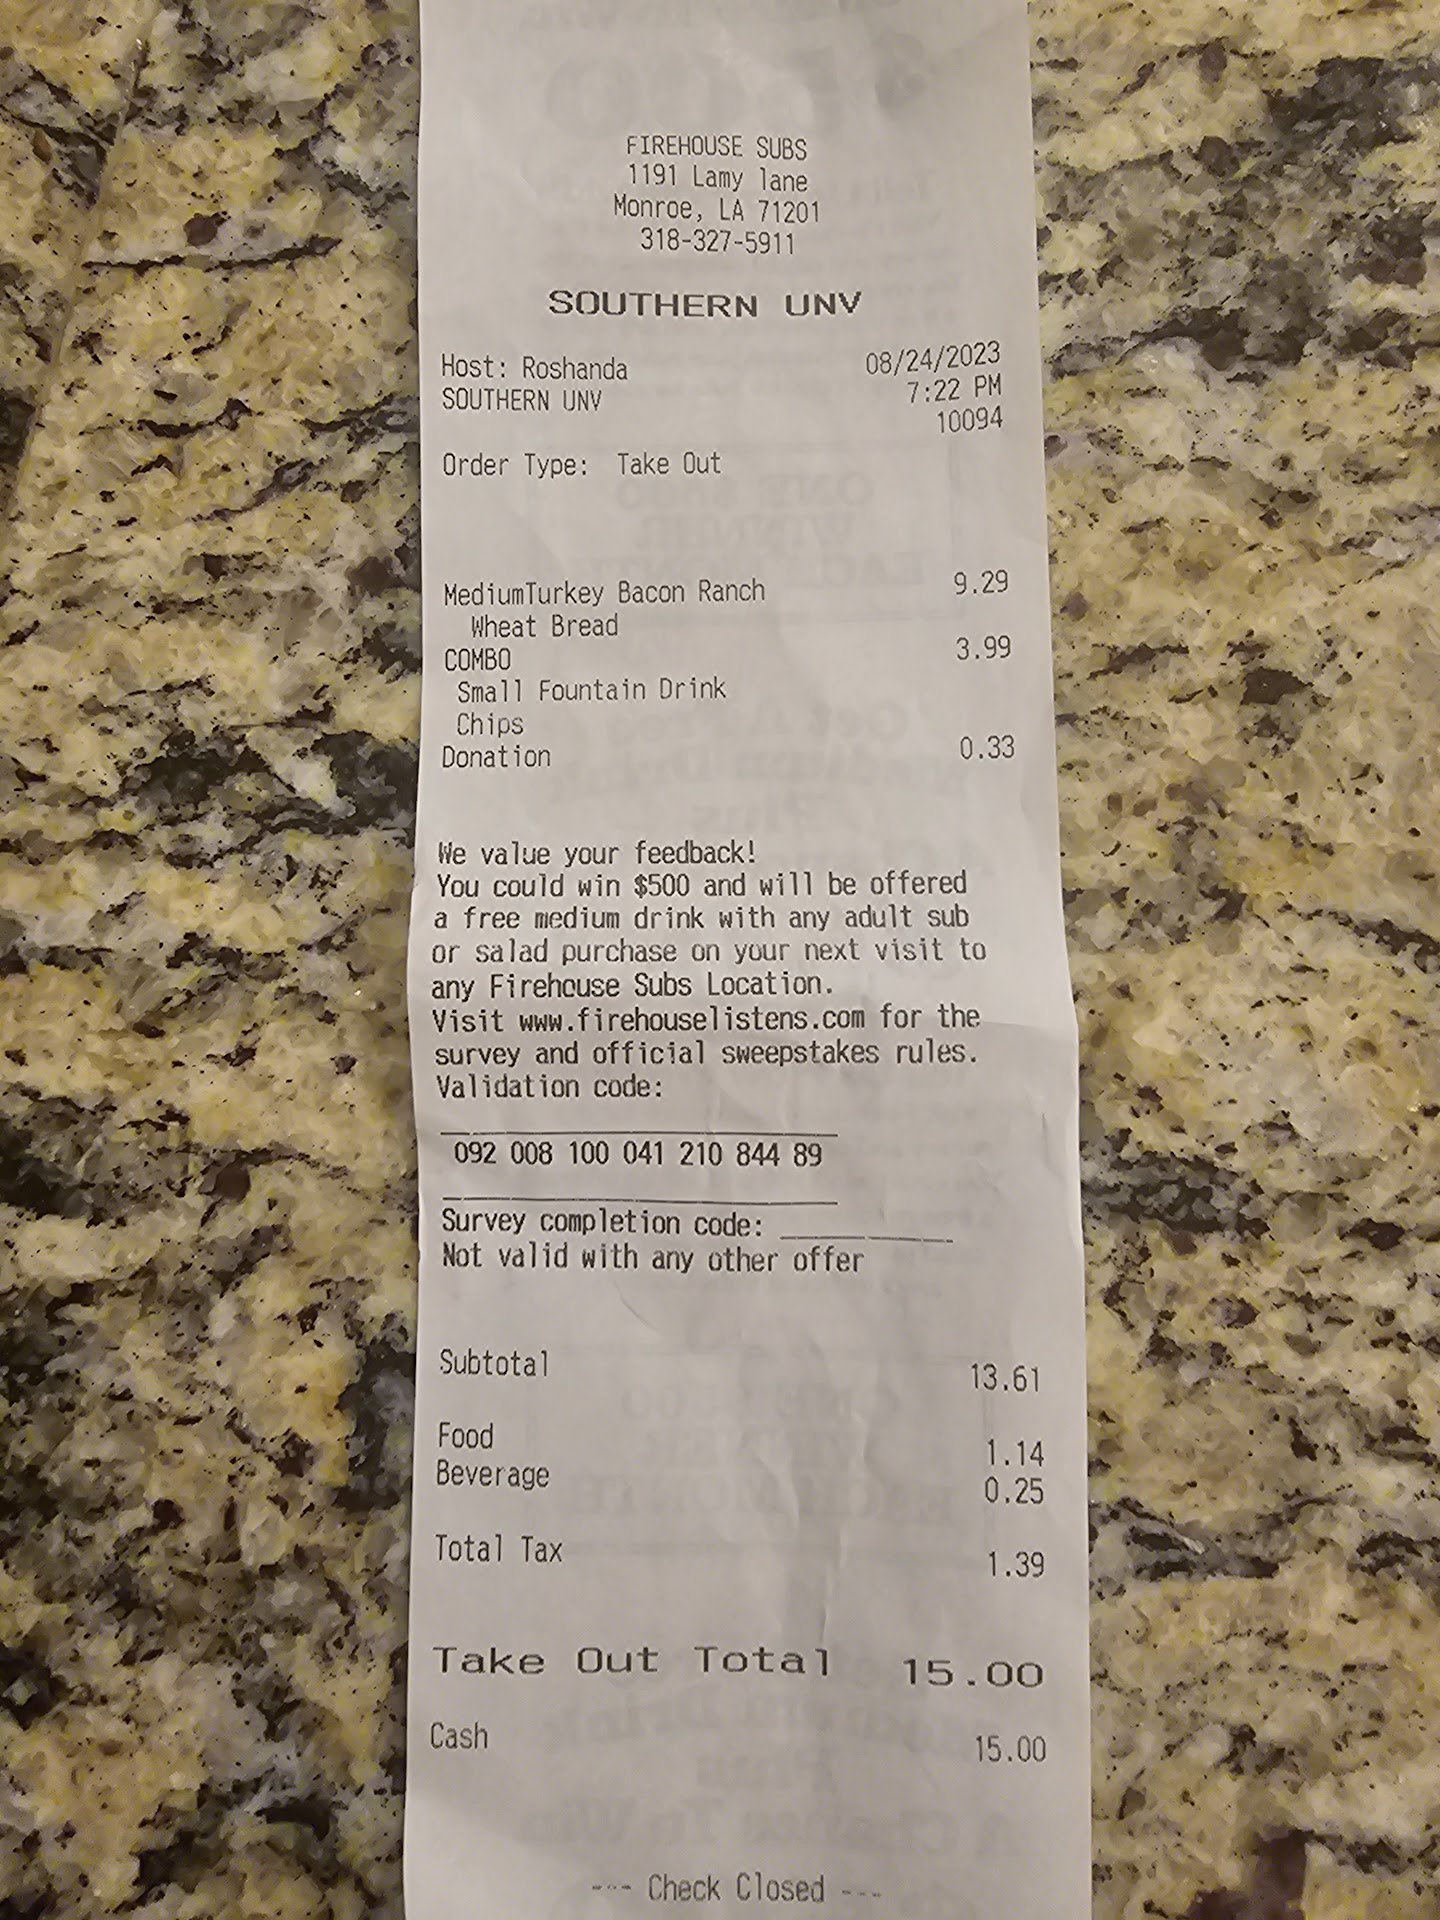 FIREHOUSE SUBS
1191 Lamy lane
Monroe, LA 71201
318-327-5911
SOUTHERN UNV
Host: Roshanda 08/24/2023
SOUTHERN UNV 7:22 PM
10094
Order Type: Take Out
MediumTurkey Bacon Ranch 9.29
Wheat Bread
COMBO 3.99
Small Fountain Drink
Chips
Donation 0.33
We value your feedback!
You could win $500 and will be offered
a free medium drink with any adult sub
or salad purchase on your next visit to
any Firehouse Subs Location.
Visit www.firehouselistens.com for the
survey and official sweepstakes rules.
Validation code:
092 008 100 041 210 844 89
Survey completion code: ____________
Not valid with any other offer
Subtotal 13.61
Food 1.14
Beverage 0.25
Total Tax 1.39
Take Out Total 15.00
Cash 15.00
--- Check Closed ---